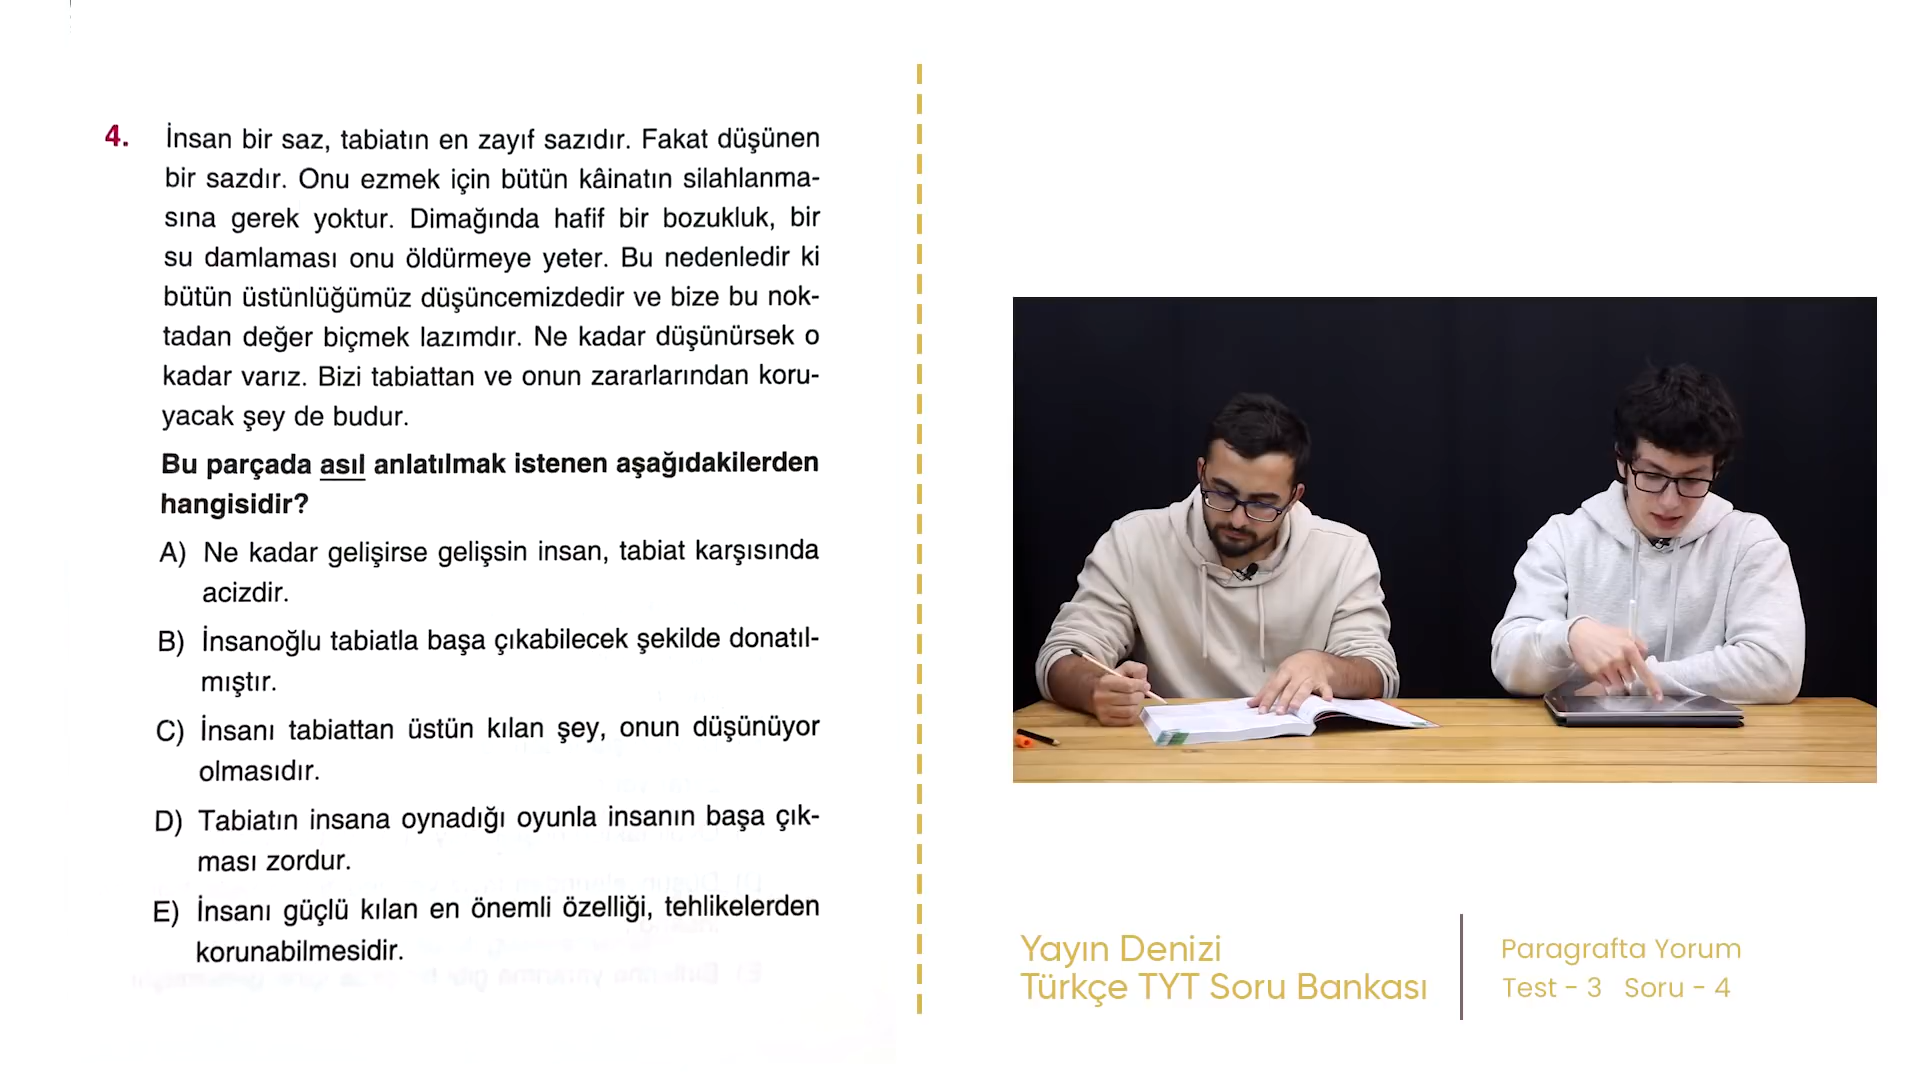 4. İnsan bir saz, tabiatın en zayıf sazıdır. Fakat düşünen
bir sazdır. Onu ezmek için bütün kâinatın silahlanma-
sına gerek yoktur. Dimağında hafif bir bozukluk, bir
su damlaması onu öldürmeye yeter. Bu nedenledir ki
bütün üstünlüğümüz düşüncemizdedir ve bize bu nok-
tadan değer biçmek lazımdır. Ne kadar düşünürsek o
kadar varız. Bizi tabiattan ve onun zararlarından koru-
yacak şey de budur.
Bu parçada asıl anlatılmak istenen aşağıdakilerden
hangisidir?
A) Ne kadar gelişirse gelişsin insan, tabiat karşısında
acizdir.
B) İnsanoğlu tabiatla başa çıkabilecek şekilde donatıl-
mıştır.
C) İnsanı tabiattan üstün kılan şey, onun düşünüyor
olmasıdır.
D) Tabiatın insana oynadığı oyunla insanın başa çık-
ması zordur.
E) İnsanı güçlü kılan en önemli özelliği, tehlikelerden
korunabilmesidir.
Yayın Denizi
Türkçe TYT Soru Bankası
Paragrafta Yorum
Test - 3 Soru - 4